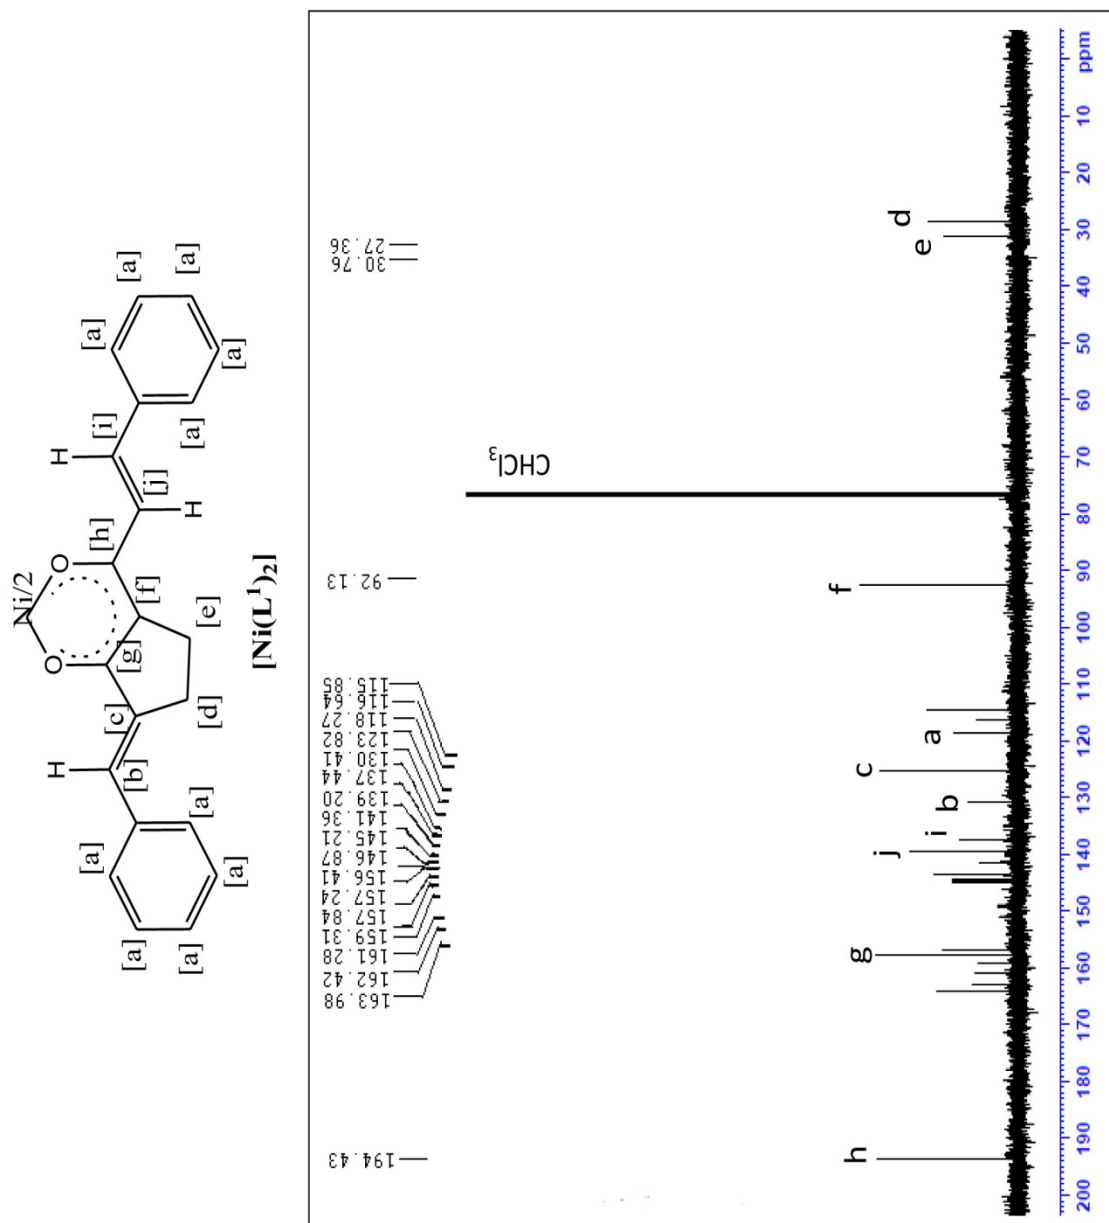 Ni/2
O
O
H
H
H
[a]
[a]
[a]
[a]
[a]
[a]
[a]
[a]
[a]
[a]
[b]
[c]
[d]
[e]
[f]
[g]
[h]
[i]
[j]
[Ni(L¹)₂]
194.43
163.98
162.42
161.28
159.31
157.84
157.24
156.41
146.87
145.21
141.36
139.20
137.44
130.41
123.82
118.27
116.64
115.85
92.13
30.76
27.36
h
g
j
i
b
c
a
f
CHCl₃
e
d
200 190 180 170 160 150 140 130 120 110 100 90 80 70 60 50 40 30 20 10 ppm